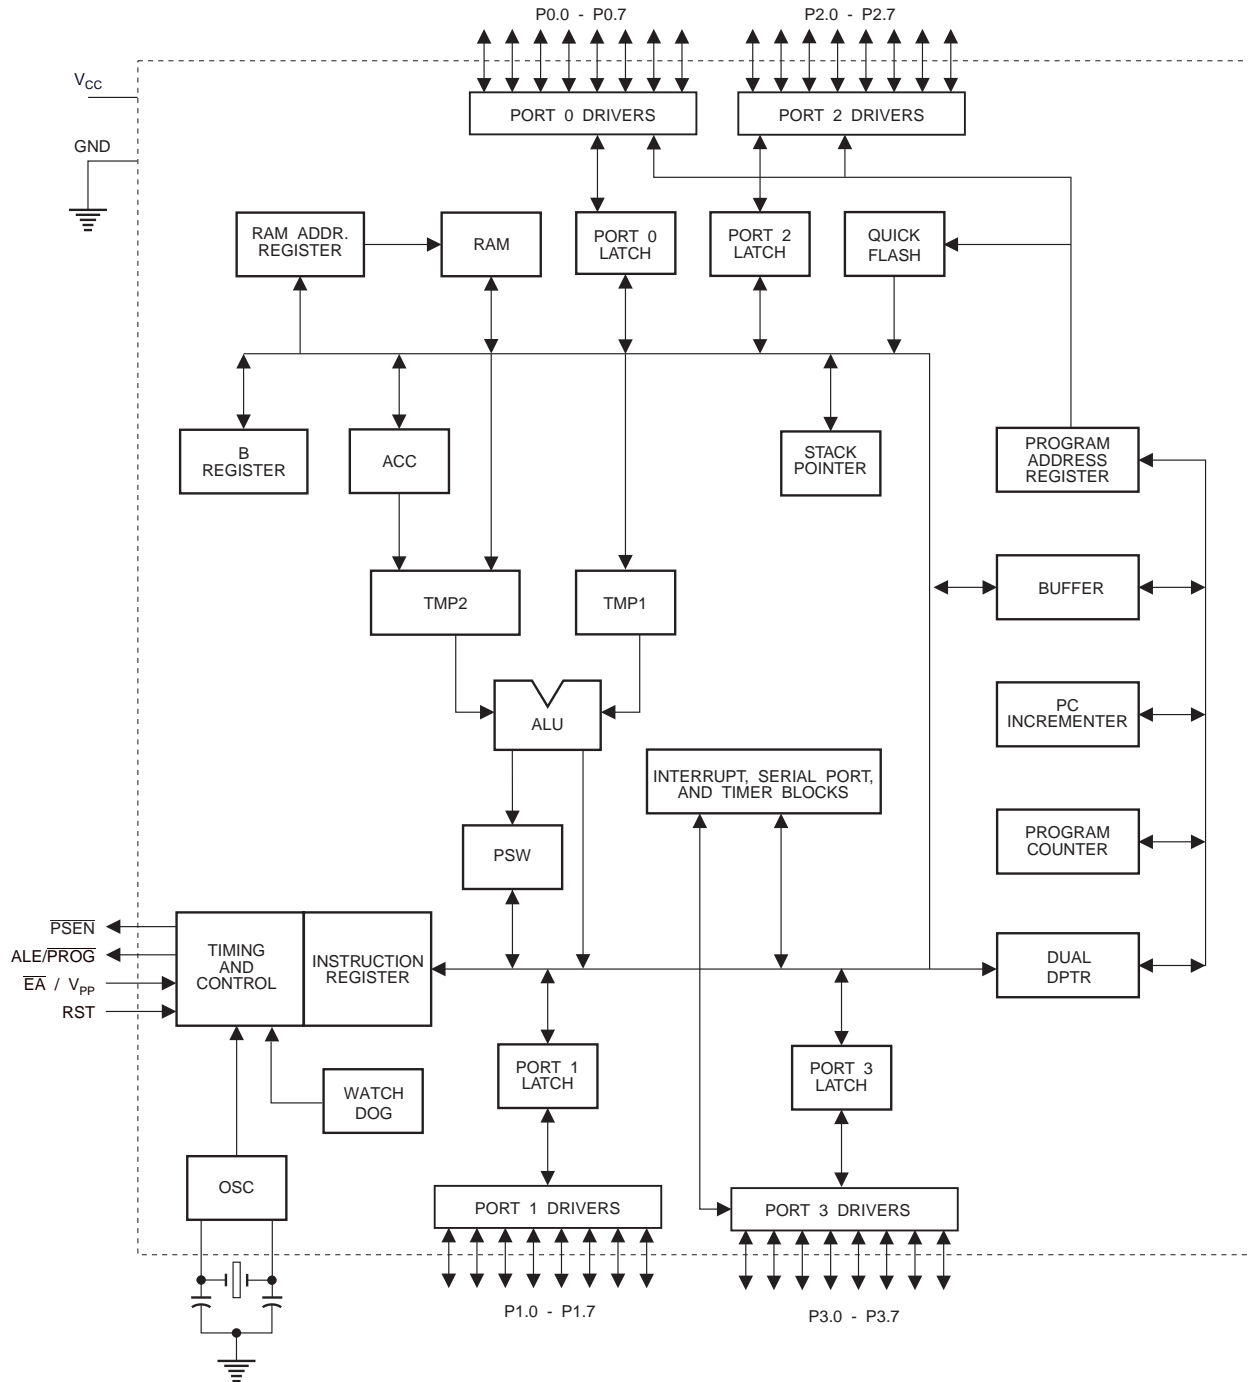 P0.0 - P0.7
P2.0 - P2.7
VCC
PORT 0 DRIVERS
PORT 2 DRIVERS
GND
RAM ADDR.
REGISTER
RAM
PORT 0
LATCH
PORT 2
LATCH
QUICK
FLASH
B
REGISTER
ACC
STACK
POINTER
PROGRAM
ADDRESS
REGISTER
TMP2
TMP1
BUFFER
ALU
PC
INCREMENTER
INTERRUPT, SERIAL PORT,
AND TIMER BLOCKS
PSW
PROGRAM
COUNTER
PSEN
ALE/PROG
EA / VPP
RST
TIMING
AND
CONTROL
INSTRUCTION
REGISTER
DUAL
DPTR
PORT 1
LATCH
PORT 3
LATCH
WATCH
DOG
OSC
PORT 1 DRIVERS
PORT 3 DRIVERS
P1.0 - P1.7
P3.0 - P3.7